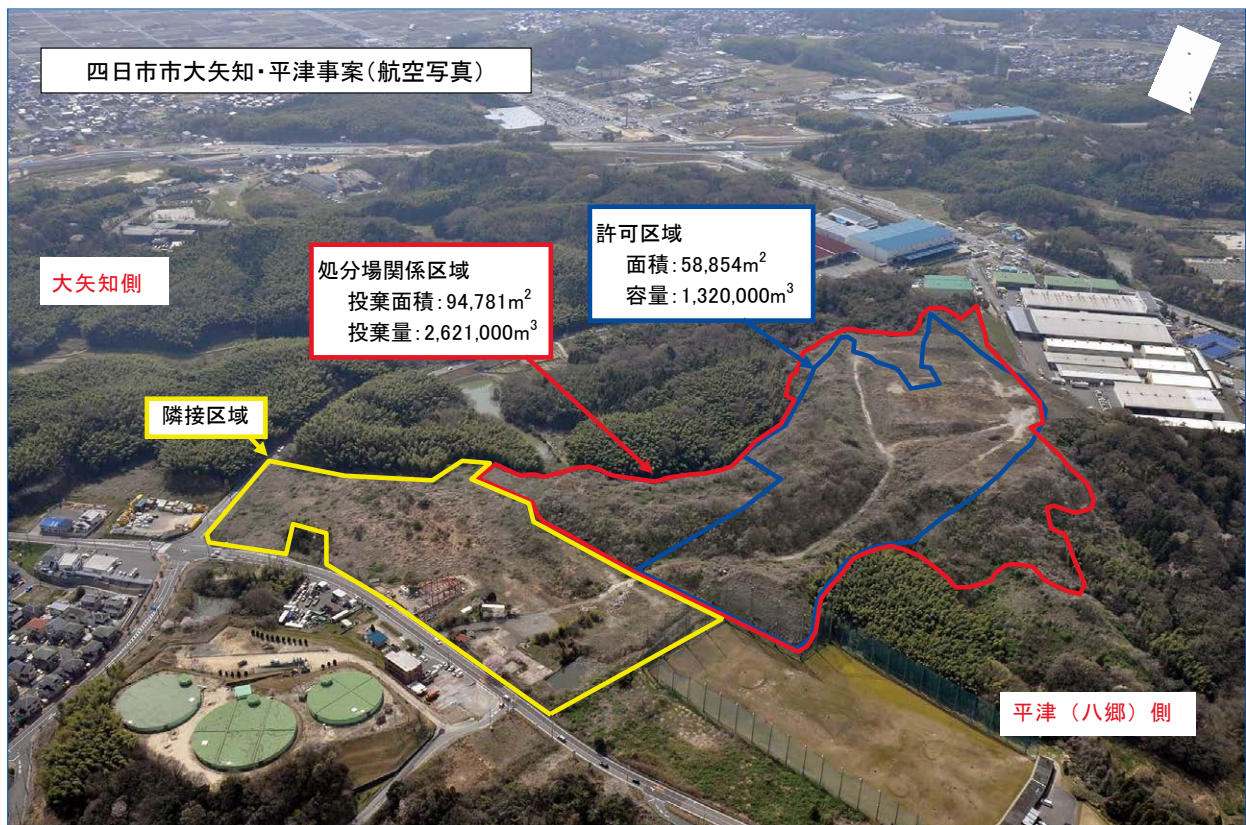 四日市市大矢知・平津事案(航空写真)
許可区域
面積:58,854m²
容量:1,320,000m³
処分場関係区域
投棄面積:94,781m²
投棄量:2,621,000m³
大矢知側
隣接区域
平津（八郷）側